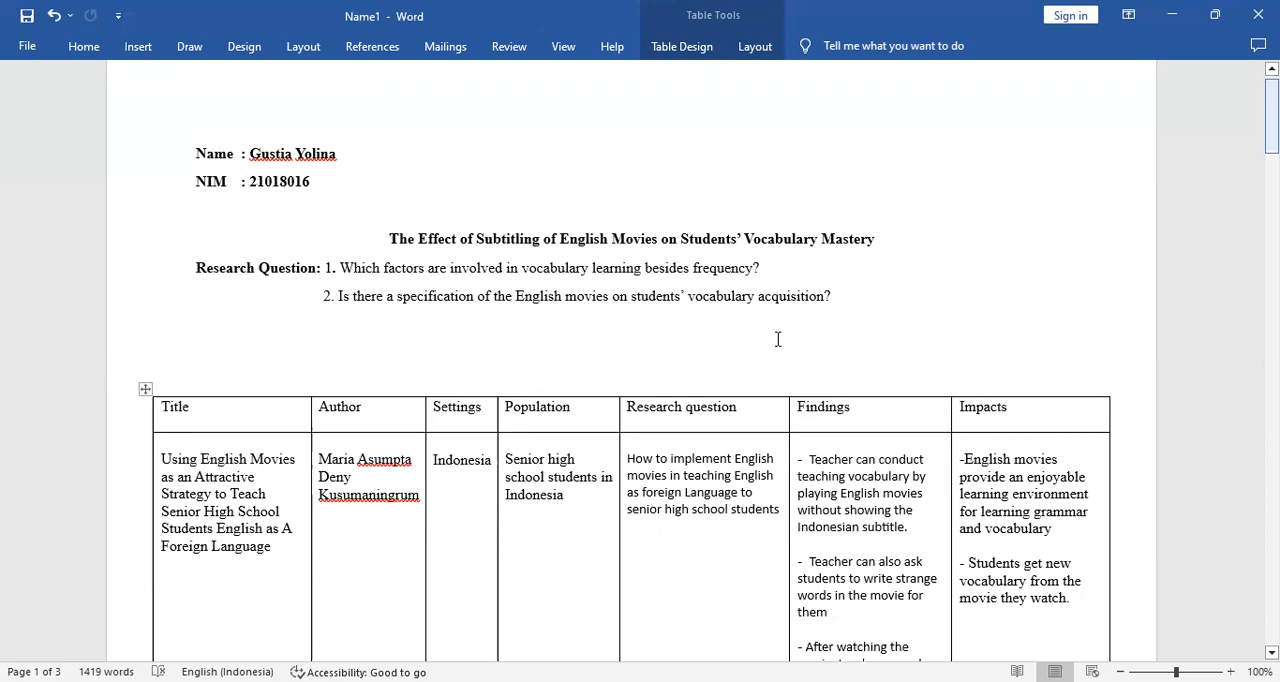 Name1 - Word
Table Tools
Sign in
File Home Insert Draw Design Layout References Mailings Review View Help Table Design Layout Tell me what you want to do
Name : Gustia Yolina
NIM : 21018016
The Effect of Subtitling of English Movies on Students’ Vocabulary Mastery
Research Question: 1. Which factors are involved in vocabulary learning besides frequency?
2. Is there a specification of the English movies on students’ vocabulary acquisition?
Title
Author
Settings
Population
Research question
Findings
Impacts
Using English Movies
as an Attractive
Strategy to Teach
Senior High School
Students English as A
Foreign Language
Maria Asumpta
Deny
Kusumaningrum
Indonesia
Senior high
school students in
Indonesia
How to implement English
movies in teaching English
as foreign Language to
senior high school students
- Teacher can conduct
teaching vocabulary by
playing English movies
without showing the
Indonesian subtitle.
- Teacher can also ask
students to write strange
words in the movie for
them
- After watching the
-English movies
provide an enjoyable
learning environment
for learning grammar
and vocabulary
- Students get new
vocabulary from the
movie they watch.
Page 1 of 3 1419 words English (Indonesia) Accessibility: Good to go 100%